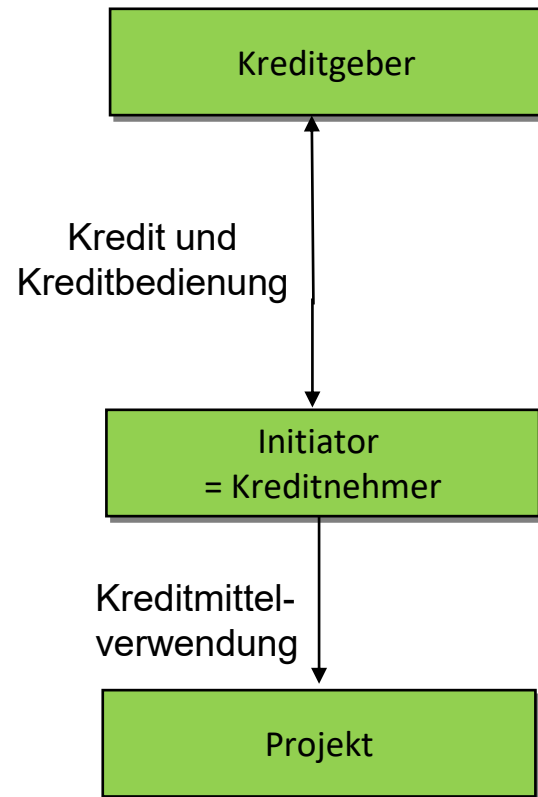 Kreditgeber
Kredit und
Kreditbedienung
Initiator
= Kreditnehmer
Kreditmittel-
verwendung
Projekt